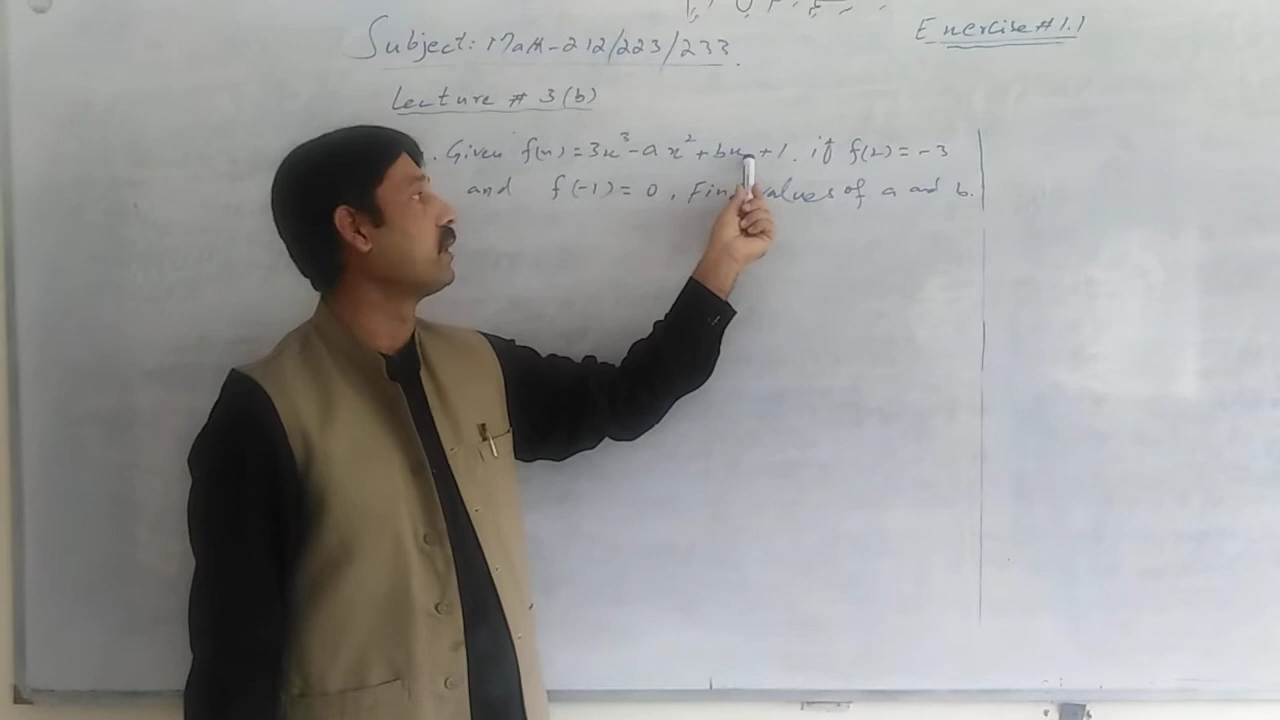 Subject: Math-212/223/233.
Exercise #1.1
Lecture # 3(b)
. Given f(x) = 3x³ - ax² + bx + 1. if f(2) = -3
and f(-1) = 0, Find values of a and b.